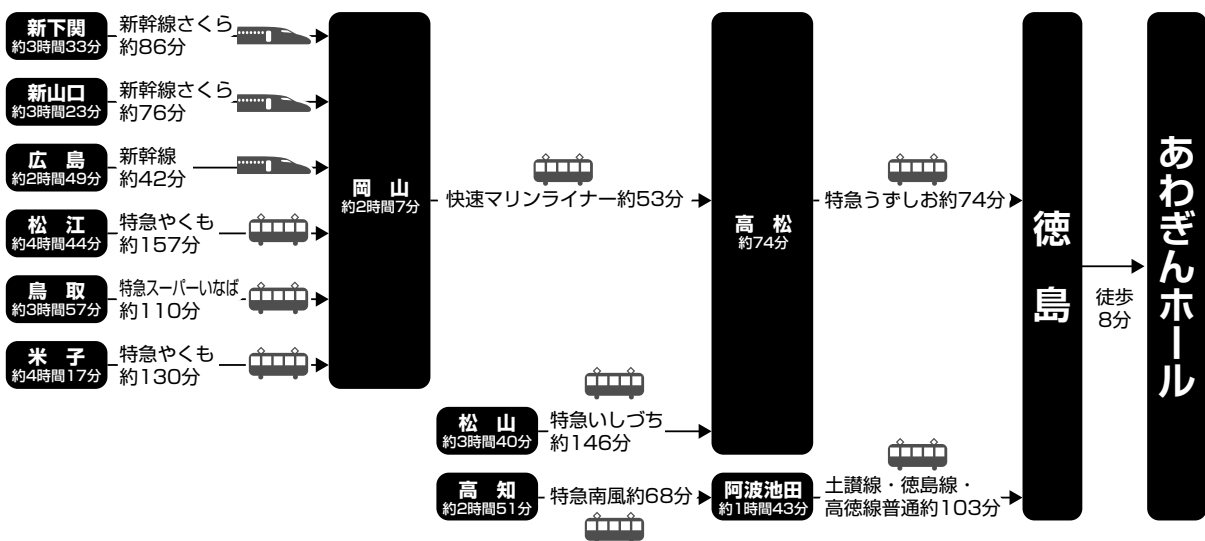 新下関
約3時間33分
新幹線さくら
約86分
新山口
約3時間23分
新幹線さくら
約76分
広 島
約2時間49分
新幹線
約42分
松 江
約4時間44分
特急やくも
約157分
鳥 取
約3時間57分
特急スーパーいなば
約110分
米 子
約4時間17分
特急やくも
約130分
岡 山
約2時間7分
快速マリンライナー約53分
松 山
約3時間40分
特急いしづち
約146分
高 知
約2時間51分
特急南風約68分
高 松
約74分
特急うずしお約74分
阿波池田
約1時間43分
土讃線・徳島線・
高徳線普通約103分
徳島
徒歩
8分
あわぎんホール